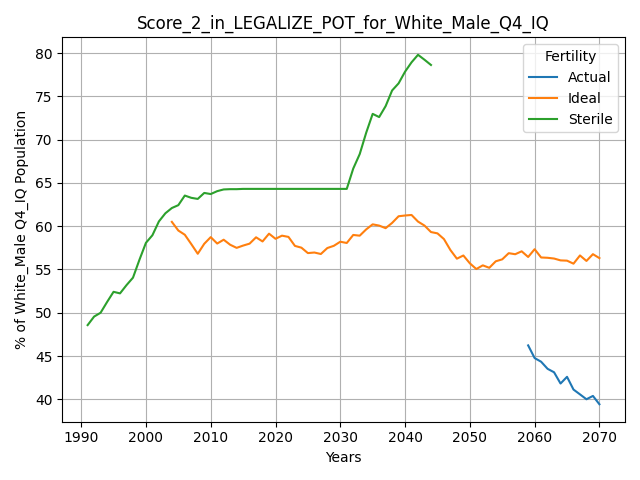 Score_2_in_LEGALIZE_POT_for_White_Male_Q4_IQ
% of White_Male Q4_IQ Population
80
75
70
65
60
55
50
45
40
Fertility
Actual
Ideal
Sterile
1990 2000 2010 2020 2030 2040 2050 2060 2070
Years